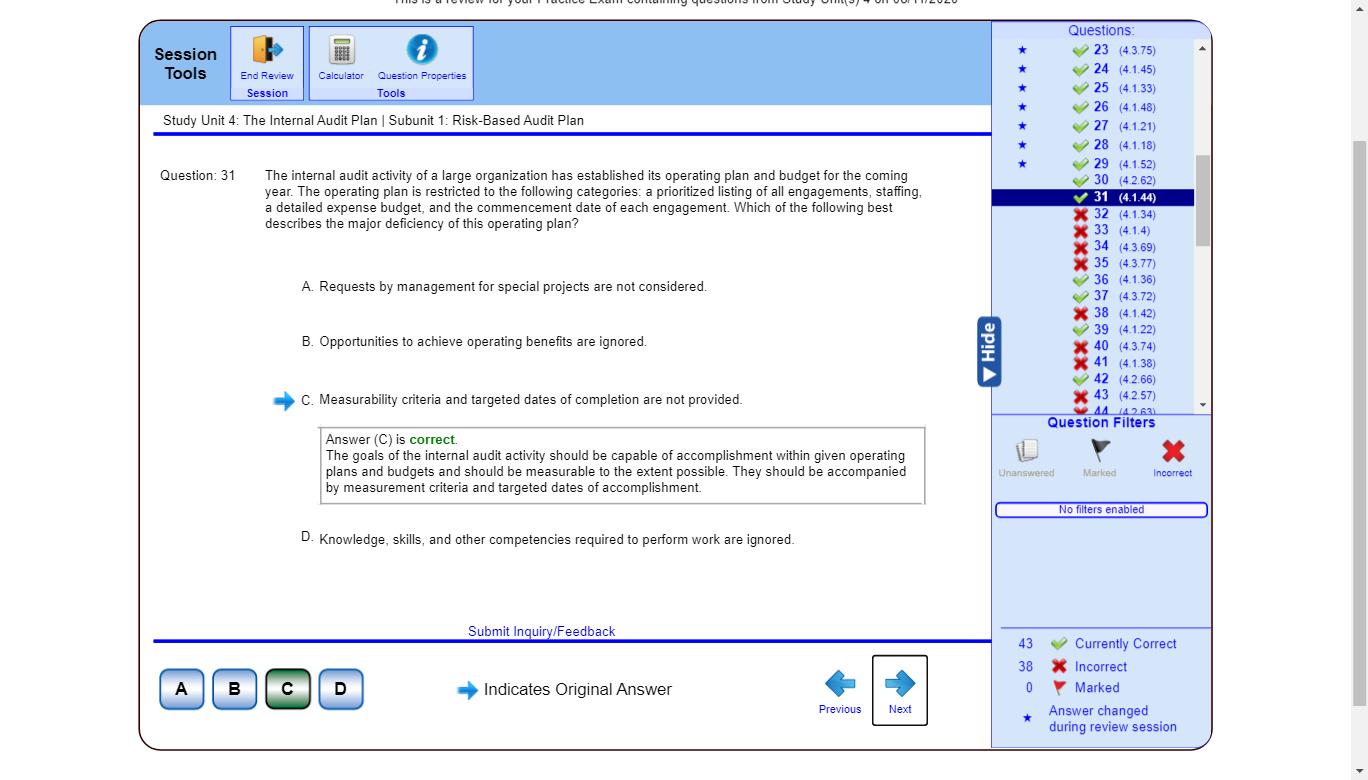 This is a review for your Practice Exam containing questions from Study Unit(s) 4 on
Session
Tools
End Review
Session
Calculator
Question Properties
Tools
Study Unit 4: The Internal Audit Plan | Subunit 1: Risk-Based Audit Plan
Question: 31
The internal audit activity of a large organization has established its operating plan and budget for the coming
year. The operating plan is restricted to the following categories: a prioritized listing of all engagements, staffing,
a detailed expense budget, and the commencement date of each engagement. Which of the following best
describes the major deficiency of this operating plan?
A. Requests by management for special projects are not considered.
B. Opportunities to achieve operating benefits are ignored.
C. Measurability criteria and targeted dates of completion are not provided.
Answer (C) is correct.
The goals of the internal audit activity should be capable of accomplishment within given operating
plans and budgets and should be measurable to the extent possible. They should be accompanied
by measurement criteria and targeted dates of accomplishment.
D. Knowledge, skills, and other competencies required to perform work are ignored.
Submit Inquiry/Feedback
A B C D
Indicates Original Answer
Previous
Next
Questions:
23 (4.3.75)
24 (4.1.45)
25 (4.1.33)
26 (4.1.48)
27 (4.1.21)
28 (4.1.18)
29 (4.1.52)
30 (4.2.62)
31 (4.1.44)
32 (4.1.34)
33 (4.1.4)
34 (4.3.69)
35 (4.3.77)
36 (4.1.36)
37 (4.3.72)
38 (4.1.42)
39 (4.1.22)
40 (4.3.74)
41 (4.1.38)
42 (4.2.66)
43 (4.2.57)
44 (4.2.63)
Hide
Question Filters
Unanswered
Marked
Incorrect
No filters enabled
43 Currently Correct
38 Incorrect
0 Marked
Answer changed
during review session